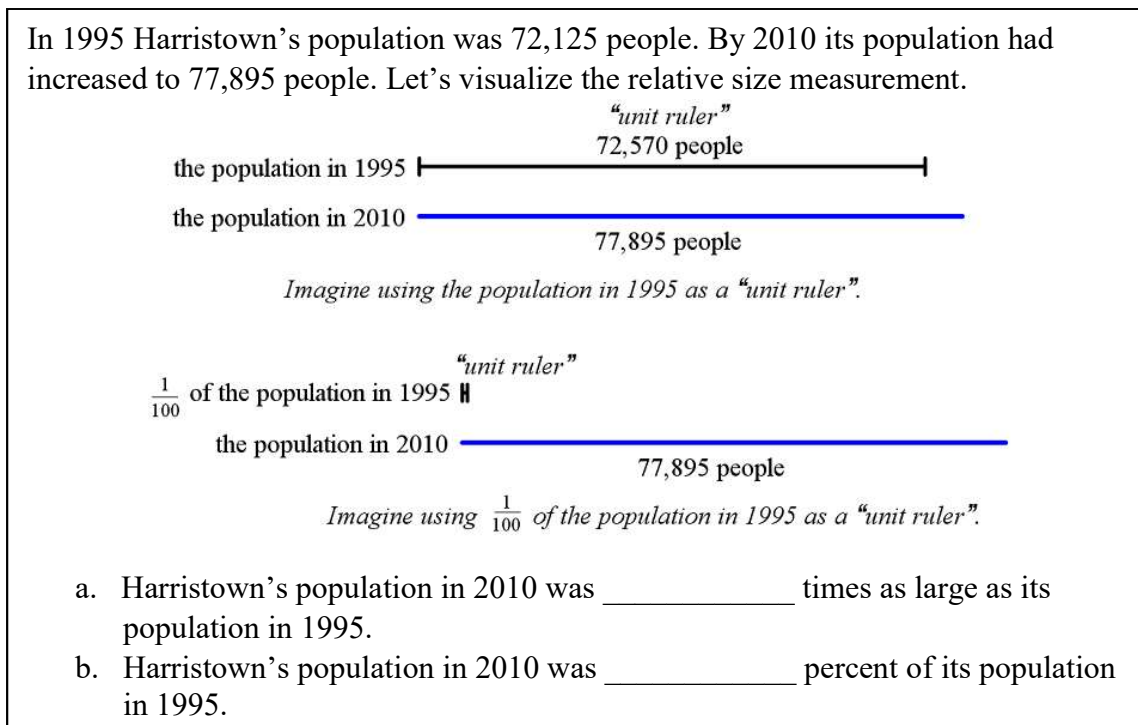 In 1995 Harristown’s population was 72,125 people. By 2010 its population had
increased to 77,895 people. Let’s visualize the relative size measurement.
“unit ruler”
72,570 people
the population in 1995
the population in 2010
77,895 people
Imagine using the population in 1995 as a “unit ruler”.
“unit ruler”
1/100 of the population in 1995
the population in 2010
77,895 people
Imagine using 1/100 of the population in 1995 as a “unit ruler”.
a. Harristown’s population in 2010 was ____________ times as large as its
population in 1995.
b. Harristown’s population in 2010 was ____________ percent of its population
in 1995.